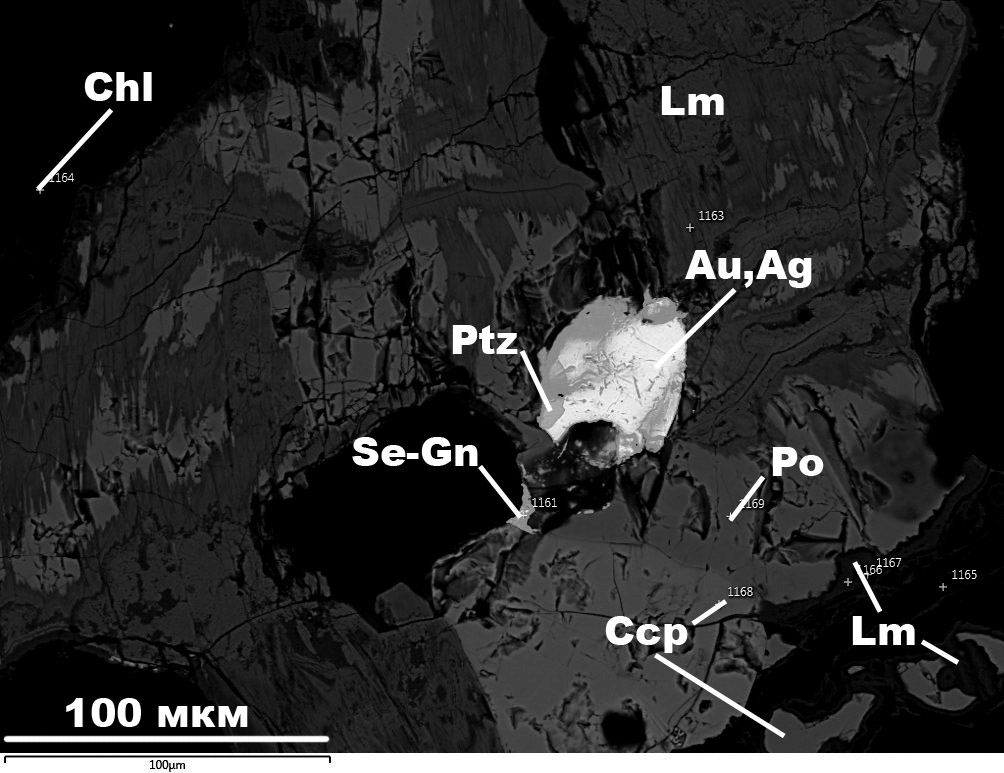 Chl
Lm
1164
1163
Au,Ag
Ptz
Se-Gn
Po
1161
1169
1167
166
1165
1168
Ccp
Lm
100 мкм
100µm